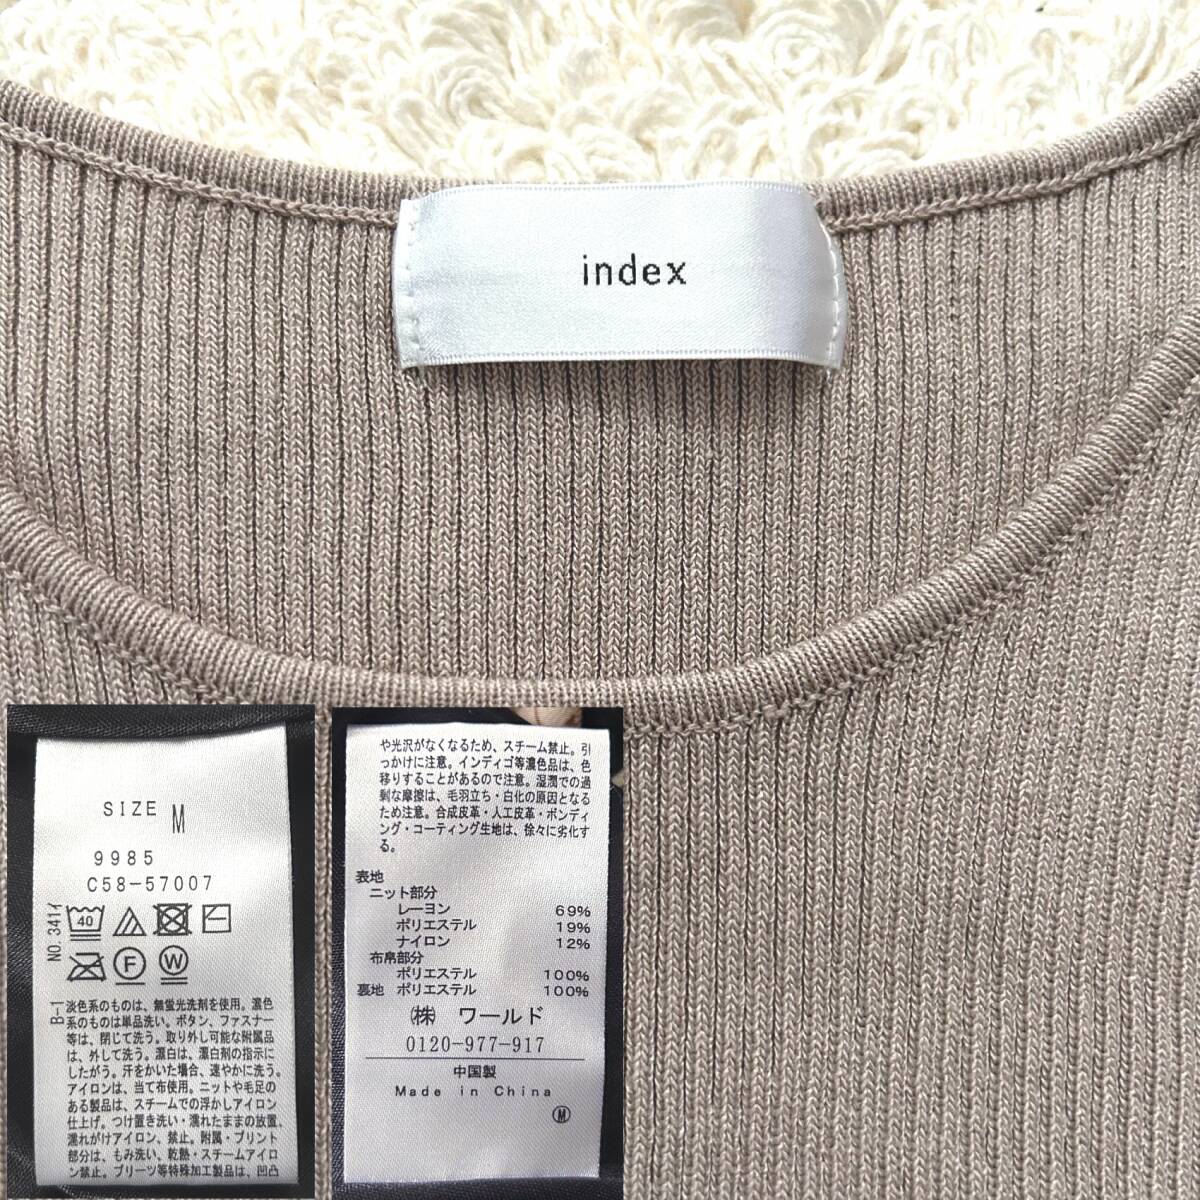 index
SIZE M
9985
C58-57007
NO.341イ
40
F
W
B-1
淡色系のものは、無蛍光洗剤を使用。濃色
系のものは単品洗い。ボタン、ファスナー
等は、閉じて洗う。取り外し可能な附属品
は、外して洗う。漂白は、漂白剤の指示に
したがう。汗をかいた場合、速やかに洗う。
アイロンは、当て布使用。ニットや毛足の
ある製品は、スチームでの浮かしアイロン
仕上げ。つけ置き洗い・濡れたままの放置、
濡れがけアイロン、禁止。附属・プリント
部分は、もみ洗い、乾熱・スチームアイロ
ン禁止。プリーツ等特殊加工製品は、凹凸
や光沢がなくなるため、スチーム禁止。引
っかけに注意。インディゴ等濃色品は、色
移りすることがあるので注意。湿潤での過
剰な摩擦は、毛羽立ち・白化の原因となる
ため注意。合成皮革・人工皮革・ボンディ
ング・コーティング生地は、徐々に劣化す
る。
表地
ニット部分
レーヨン 69%
ポリエステル 19%
ナイロン 12%
布帛部分
ポリエステル 100%
裏地 ポリエステル 100%
㈱ ワールド
0120-977-917
中国製
Made in China
Ⓜ